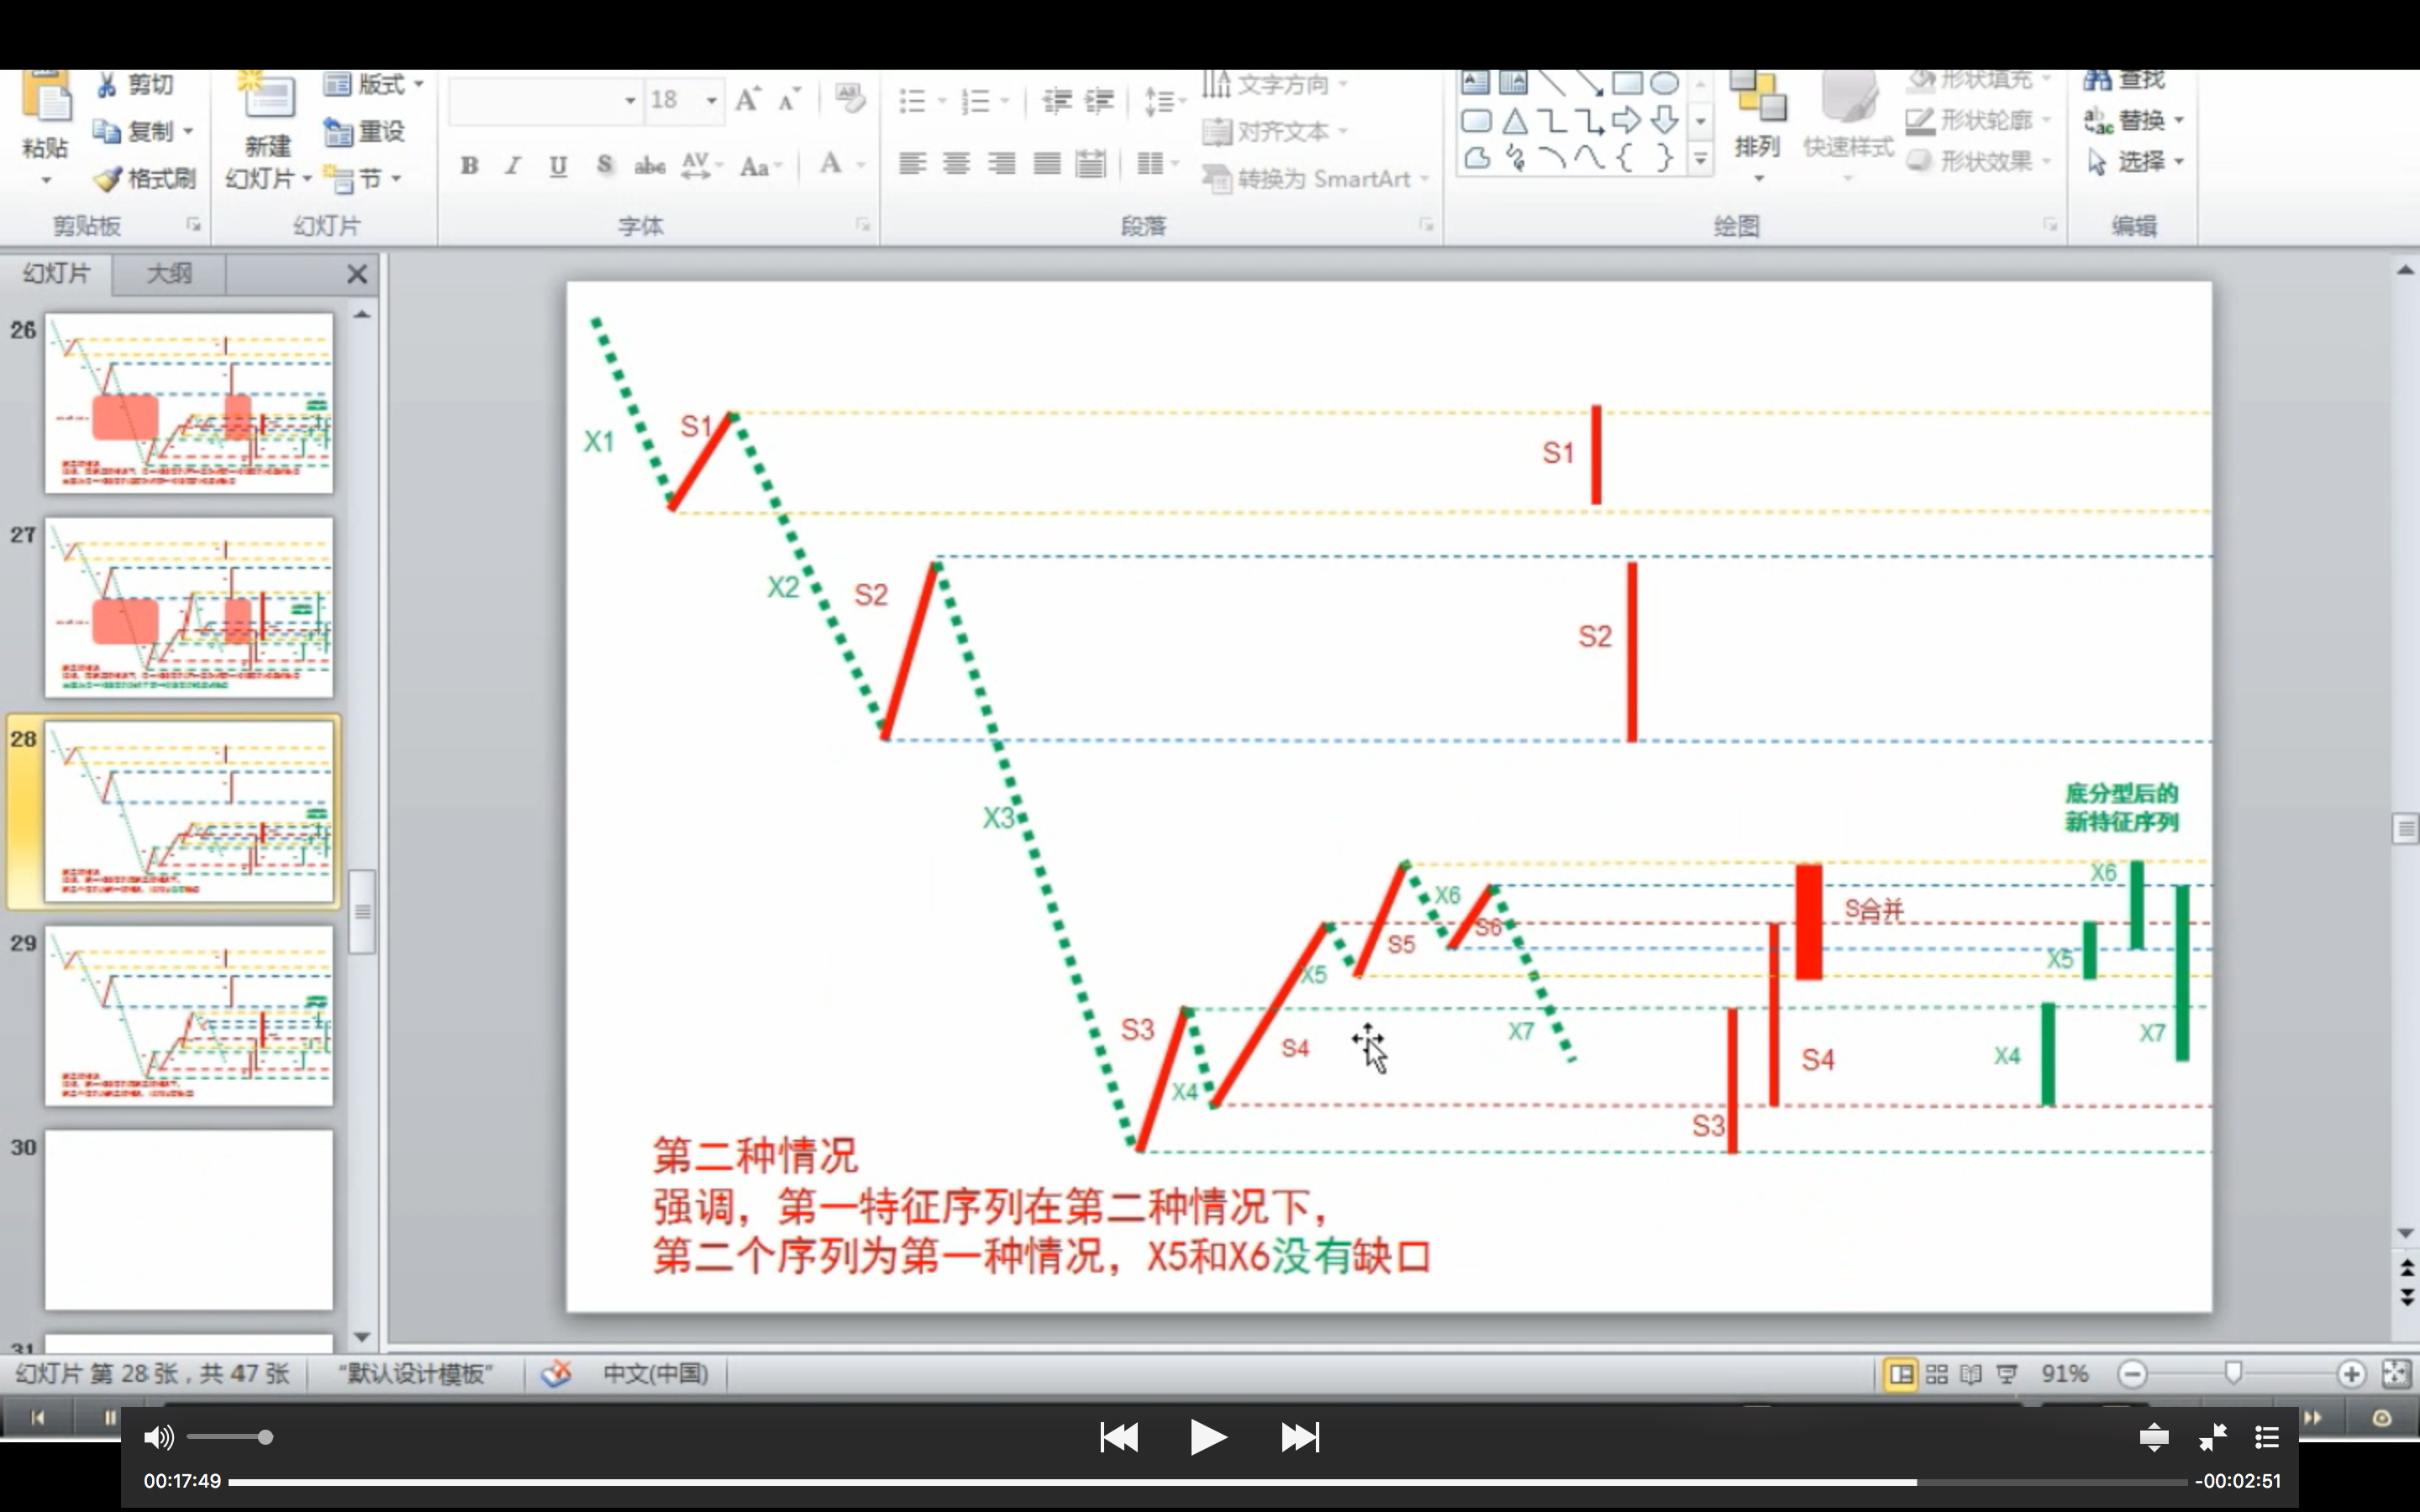 粘贴
剪切
复制
格式刷
剪贴板
新建
幻灯片
版式
重设
节
幻灯片
18
B I U S abc AV Aa A
字体
文字方向
对齐文本
转换为 SmartArt
段落
排列
快速样式
形状填充
形状轮廓
形状效果
绘图
查找
替换
选择
编辑
幻灯片
大纲
26
27
28
29
30
31
X1
S1
S1
X2
S2
S2
X3
底分型后的
新特征序列
X6
X6
S合并
S6
S5
X5
X5
S3
S4
X7
X7
X4
S4
X4
S3
第二种情况
强调，第一特征序列在第二种情况下，
第二个序列为第一种情况，X5和X6没有缺口
幻灯片 第 28 张，共 47 张
“默认设计模板”
中文(中国)
91%
00:17:49
-00:02:51